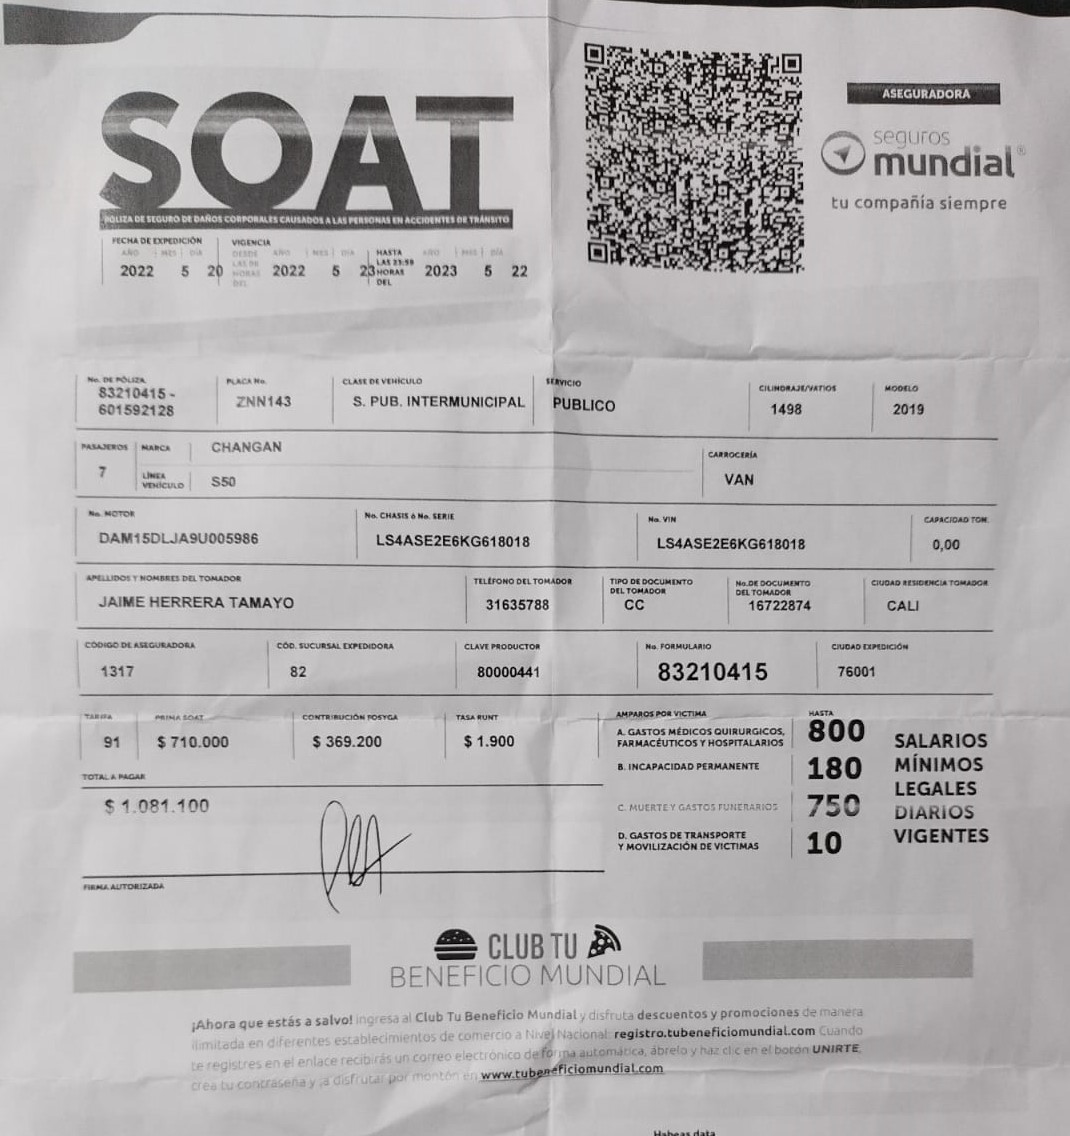 SOAT
PÓLIZA DE SEGURO DE DAÑOS CORPORALES CAUSADOS A LAS PERSONAS EN ACCIDENTES DE TRÁNSITO
ASEGURADORA
seguros
mundial®
tu compañía siempre
FECHA DE EXPEDICIÓN
AÑO MES DÍA
2022 5 20
VIGENCIA
DESDE LAS 00 HORAS DEL
AÑO MES DÍA
2022 5 23
HASTA LAS 23:59 HORAS DEL
AÑO MES DÍA
2023 5 22
No. DE PÓLIZA
83210415 -
601592128
PLACA No.
ZNN143
CLASE DE VEHÍCULO
S. PUB. INTERMUNICIPAL
SERVICIO
PUBLICO
CILINDRAJE/VATIOS
1498
MODELO
2019
PASAJEROS
7
MARCA
CHANGAN
LÍNEA VEHÍCULO
S50
CARROCERÍA
VAN
No. MOTOR
DAM15DLJA9U005986
No. CHASIS ó No. SERIE
LS4ASE2E6KG618018
No. VIN
LS4ASE2E6KG618018
CAPACIDAD TON.
0,00
APELLIDOS Y NOMBRES DEL TOMADOR
JAIME HERRERA TAMAYO
TELÉFONO DEL TOMADOR
31635788
TIPO DE DOCUMENTO
DEL TOMADOR
CC
No. DE DOCUMENTO
DEL TOMADOR
16722874
CIUDAD RESIDENCIA TOMADOR
CALI
CÓDIGO DE ASEGURADORA
1317
CÓD. SUCURSAL EXPEDIDORA
82
CLAVE PRODUCTOR
80000441
No. FORMULARIO
83210415
CIUDAD EXPEDICIÓN
76001
TARIFA
91
PRIMA SOAT
$ 710.000
CONTRIBUCIÓN FOSYGA
$ 369.200
TASA RUNT
$ 1.900
TOTAL A PAGAR
$ 1.081.100
FIRMA AUTORIZADA
AMPAROS POR VICTIMA
HASTA
A. GASTOS MÉDICOS QUIRURGICOS,
FARMACÉUTICOS Y HOSPITALARIOS
800
B. INCAPACIDAD PERMANENTE
180
C. MUERTE Y GASTOS FUNERARIOS
750
D. GASTOS DE TRANSPORTE
Y MOVILIZACIÓN DE VICTIMAS
10
SALARIOS
MÍNIMOS
LEGALES
DIARIOS
VIGENTES
CLUB TU
BENEFICIO MUNDIAL
¡Ahora que estás a salvo! ingresa al Club Tu Beneficio Mundial y disfruta descuentos y promociones de manera
ilimitada en diferentes establecimientos de comercio a Nivel Nacional: registro.tubeneficiomundial.com Cuando
te registres en el enlace recibirás un correo electrónico de forma automática, ábrelo y haz clic en el botón UNIRTE,
crea tu contraseña y ¡a disfrutar por montón en www.tubeneficiomundial.com
Habeas data